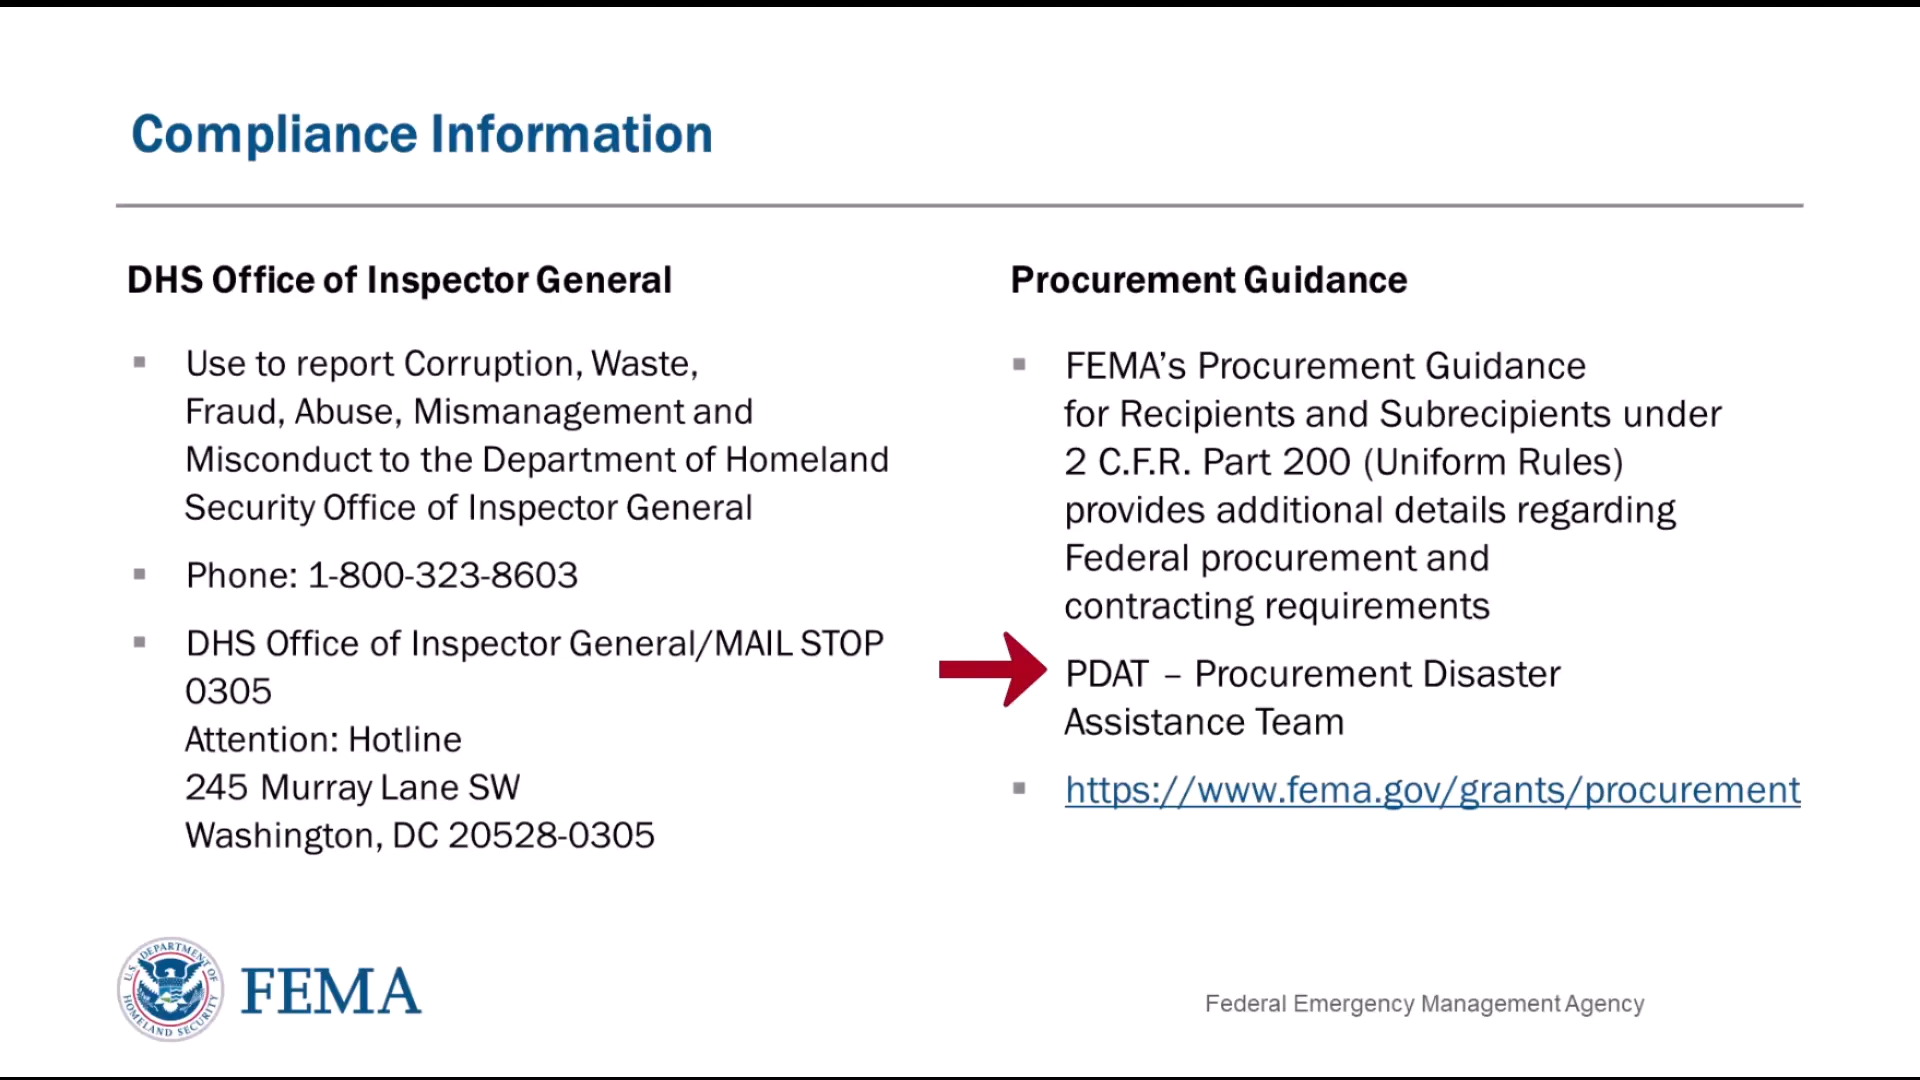 Compliance Information
DHS Office of Inspector General
Use to report Corruption, Waste,
Fraud, Abuse, Mismanagement and
Misconduct to the Department of Homeland
Security Office of Inspector General
Phone: 1-800-323-8603
DHS Office of Inspector General/MAIL STOP
0305
Attention: Hotline
245 Murray Lane SW
Washington, DC 20528-0305
Procurement Guidance
FEMA’s Procurement Guidance
for Recipients and Subrecipients under
2 C.F.R. Part 200 (Uniform Rules)
provides additional details regarding
Federal procurement and
contracting requirements
PDAT – Procurement Disaster
Assistance Team
https://www.fema.gov/grants/procurement
U.S. DEPARTMENT OF HOMELAND SECURITY
FEMA
Federal Emergency Management Agency